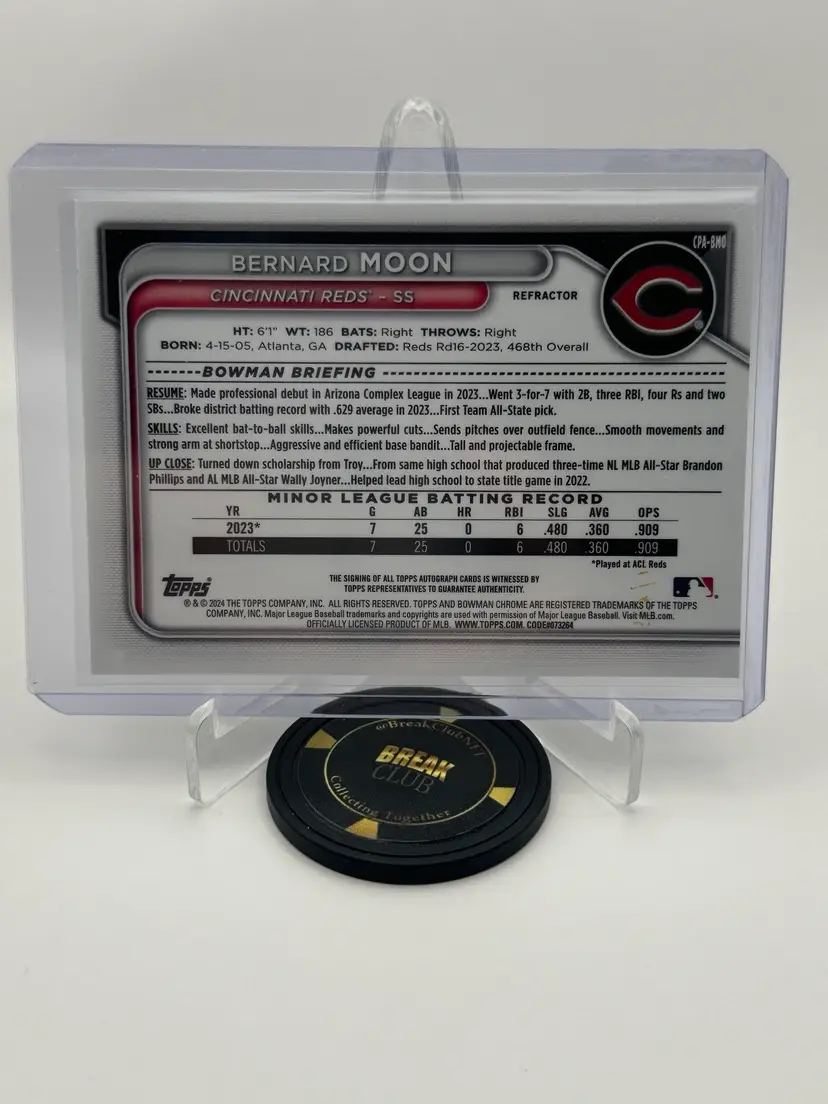 CPA-BMO
BERNARD MOON
CINCINNATI REDS® - SS
REFRACTOR
HT: 6'1" WT: 186 BATS: Right THROWS: Right
BORN: 4-15-05, Atlanta, GA DRAFTED: Reds Rd16-2023, 468th Overall
BOWMAN BRIEFING
RESUME: Made professional debut in Arizona Complex League in 2023...Went 3-for-7 with 2B, three RBI, four Rs and two
SBs...Broke district batting record with .629 average in 2023...First Team All-State pick.
SKILLS: Excellent bat-to-ball skills...Makes powerful cuts...Sends pitches over outfield fence...Smooth movements and
strong arm at shortstop...Aggressive and efficient base bandit...Tall and projectable frame.
UP CLOSE: Turned down scholarship from Troy...From same high school that produced three-time NL MLB All-Star Brandon
Phillips and AL MLB All-Star Wally Joyner...Helped lead high school to state title game in 2022.
MINOR LEAGUE BATTING RECORD
YR G AB HR RBI SLG AVG OPS
2023* 7 25 0 6 .480 .360 .909
TOTALS 7 25 0 6 .480 .360 .909
*Played at ACL Reds
topps®
THE SIGNING OF ALL TOPPS AUTOGRAPH CARDS IS WITNESSED BY
TOPPS REPRESENTATIVES TO GUARANTEE AUTHENTICITY.
® & © 2024 THE TOPPS COMPANY, INC. ALL RIGHTS RESERVED. TOPPS AND BOWMAN CHROME ARE REGISTERED TRADEMARKS OF THE TOPPS
COMPANY, INC. Major League Baseball trademarks and copyrights are used with permission of Major League Baseball. Visit MLB.com.
OFFICIALLY LICENSED PRODUCT OF MLB. WWW.TOPPS.COM. CODE#073264
@BreakClubNFT
BREAK
CLUB
Collecting Together